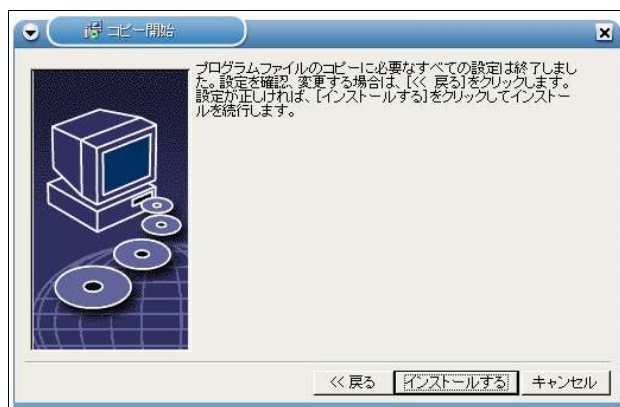 コピー開始
プログラムファイルのコピーに必要なすべての設定は終了しまし
た。設定を確認、変更する場合は、[<< 戻る]をクリックします。
設定が正しければ、[インストールする]をクリックしてインストー
ルを続行します。
<< 戻る
インストールする
キャンセル